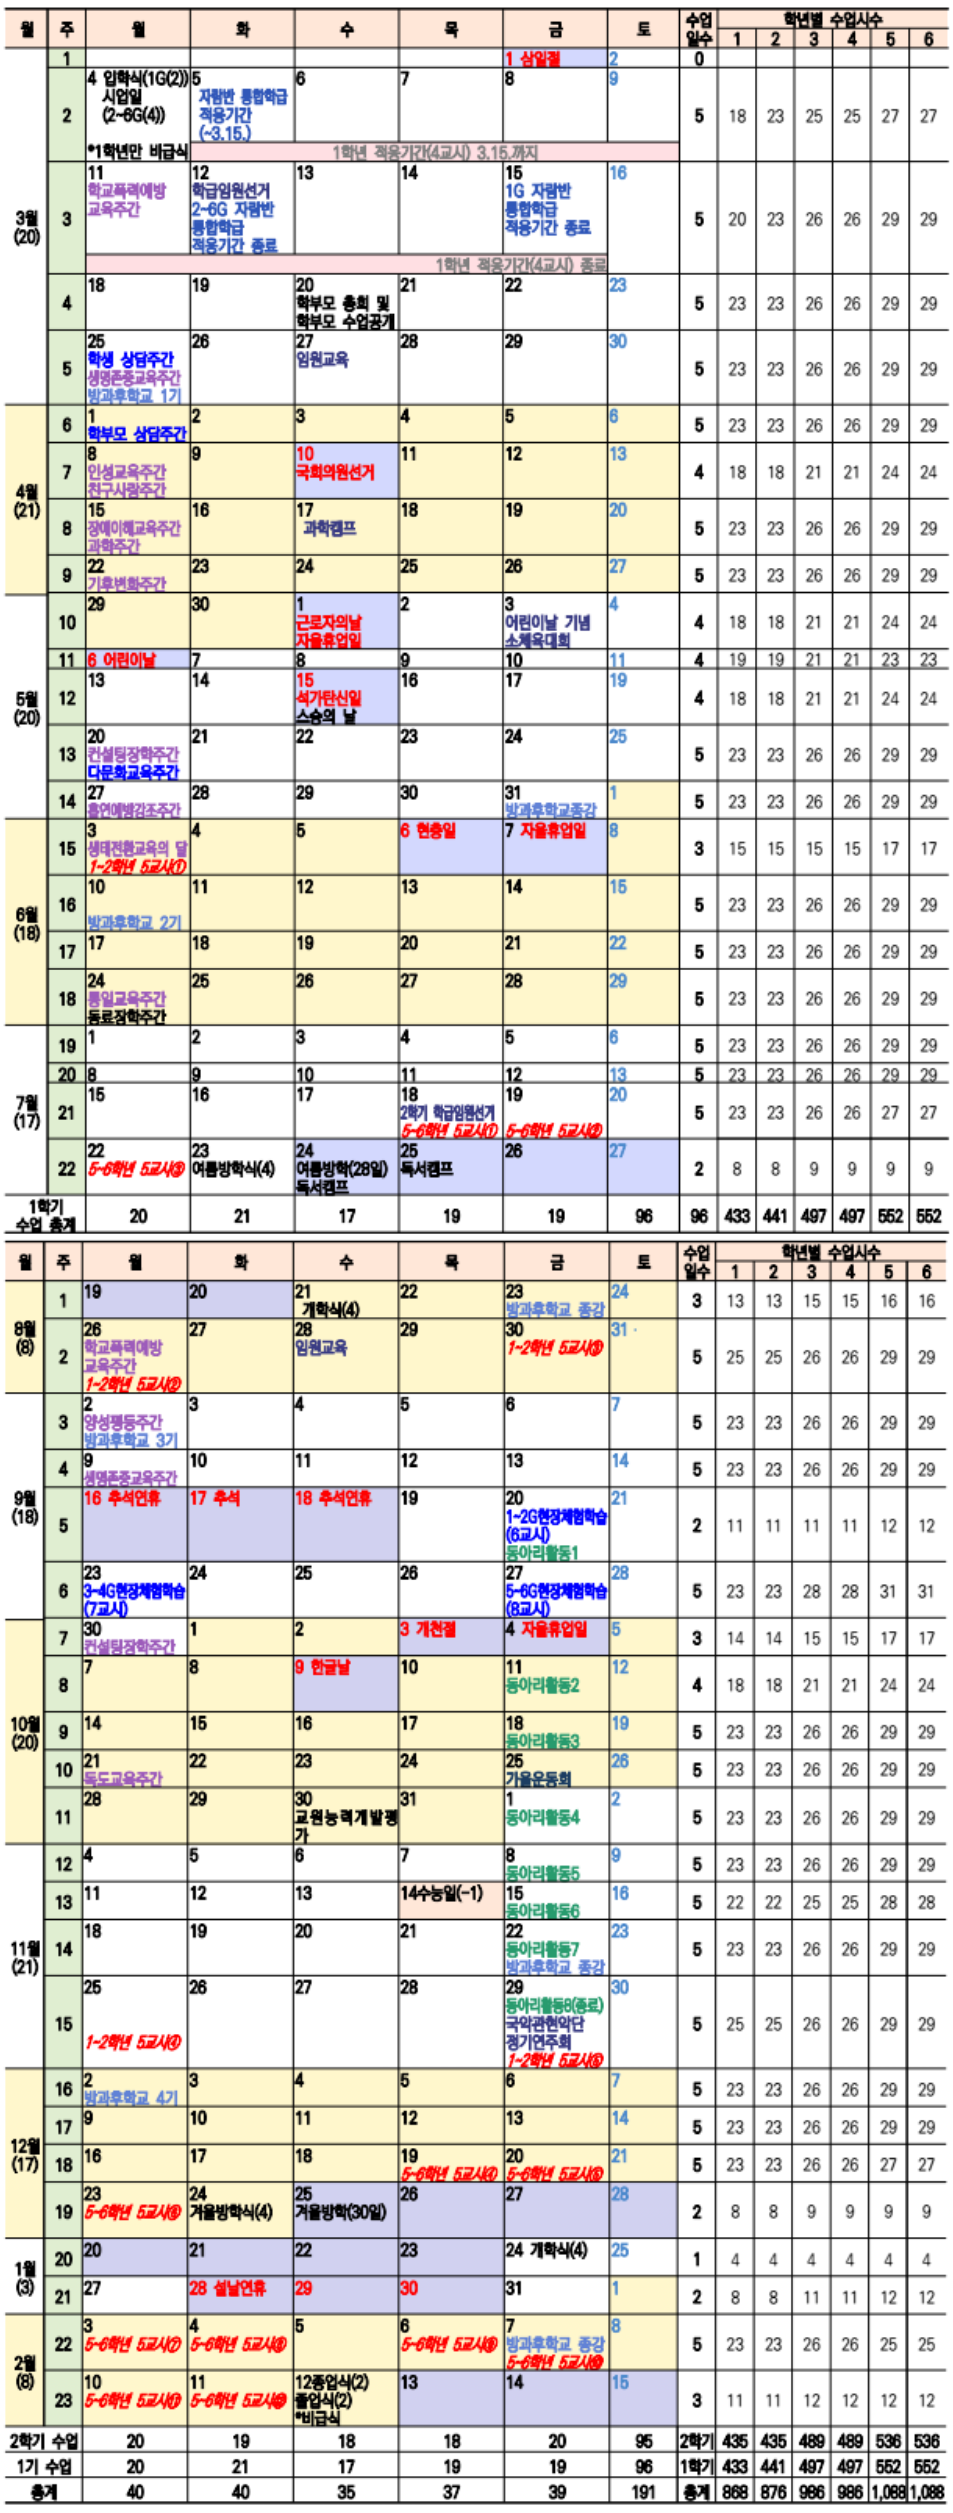 월 주 월 화 수 목 금 토 수업일수 학년별 수업시수
1 2 3 4 5 6
3월 (20)
1 1 삼일절 2 0
2 4 입학식(1G(2)) 5 6 7 8 9 5 18 23 25 25 27 27
시업일 자람반 통합학급
(2~6G(4)) 적응기간
(~3.15.)
*1학년만 비급식 1학년 적응기간(4교시) 3.15.까지
3 11 12 13 14 15 16 5 20 23 26 26 29 29
학교폭력예방 학급임원선거 1G 자람반
교육주간 2~6G 자람반 통합학급
통합학급 적응기간 종료
적응기간 종료
1학년 적응기간(4교시) 종료
4 18 19 20 21 22 23 5 23 23 26 26 29 29
학부모 총회 및
학부모 수업공개
5 25 26 27 28 29 30 5 23 23 26 26 29 29
학생 상담주간 임원교육
생명존중교육주간
방과후학교 1기
4월 (21)
6 1 2 3 4 5 6 5 23 23 26 26 29 29
학부모 상담주간
7 8 9 10 11 12 13 4 18 18 21 21 24 24
인성교육주간 국회의원선거
친구사랑주간
8 15 16 17 18 19 20 5 23 23 26 26 29 29
장애이해교육주간 과학캠프
과학주간
9 22 23 24 25 26 27 5 23 23 26 26 29 29
기후변화주간
5월 (20)
10 29 30 1 2 3 4 4 18 18 21 21 24 24
근로자의날 어린이날 기념
자율휴업일 소체육대회
11 6 어린이날 7 8 9 10 11 4 19 19 21 21 23 23
12 13 14 15 16 17 19 4 18 18 21 21 24 24
석가탄신일
스승의 날
13 20 21 22 23 24 25 5 23 23 26 26 29 29
컨설팅장학주간
다문화교육주간
14 27 28 29 30 31 1 5 23 23 26 26 29 29
흡연예방강조주간 방과후학교종강
6월 (18)
15 3 4 5 6 현충일 7 자율휴업일 8 3 15 15 15 15 17 17
생태전환교육의 달
1~2학년 5교시①
16 10 11 12 13 14 15 5 23 23 26 26 29 29
방과후학교 2기
17 17 18 19 20 21 22 5 23 23 26 26 29 29
18 24 25 26 27 28 29 5 23 23 26 26 29 29
통일교육주간
동료장학주간
7월 (17)
19 1 2 3 4 5 6 5 23 23 26 26 29 29
20 8 9 10 11 12 13 5 23 23 26 26 29 29
21 15 16 17 18 19 20 5 23 23 26 26 27 27
2학기 학급임원선거
5~6학년 5교시① 5~6학년 5교시②
22 22 23 24 25 26 27 2 8 8 9 9 9 9
5~6학년 5교시③ 여름방학식(4) 여름방학(28일) 독서캠프
독서캠프
1학기 수업 총계 20 21 17 19 19 96 96 433 441 497 497 552 552
월 주 월 화 수 목 금 토 수업일수 학년별 수업시수
1 2 3 4 5 6
8월 (8)
1 19 20 21 22 23 24 3 13 13 15 15 16 16
개학식(4) 방과후학교 종강
2 26 27 28 29 30 31 5 25 25 26 26 29 29
학교폭력예방 임원교육 1~2학년 5교시③
교육주간
1~2학년 5교시②
9월 (18)
3 2 3 4 5 6 7 5 23 23 26 26 29 29
양성평등주간
방과후학교 3기
4 9 10 11 12 13 14 5 23 23 26 26 29 29
생명존중교육주간
5 16 추석연휴 17 추석 18 추석연휴 19 20 21 2 11 11 11 11 12 12
1~2G현장체험학습
(6교시)
동아리활동1
6 23 24 25 26 27 28 5 23 23 28 28 31 31
3~4G현장체험학습 5~6G현장체험학습
(7교시) (8교시)
10월 (20)
7 30 1 2 3 개천절 4 자율휴업일 5 3 14 14 15 15 17 17
컨설팅장학주간
8 7 8 9 한글날 10 11 12 4 18 18 21 21 24 24
동아리활동2
9 14 15 16 17 18 19 5 23 23 26 26 29 29
동아리활동3
10 21 22 23 24 25 26 5 23 23 26 26 29 29
독도교육주간 가을운동회
11 28 29 30 31 1 2 5 23 23 26 26 29 29
교원능력개발평가 동아리활동4
11월 (21)
12 4 5 6 7 8 9 5 23 23 26 26 29 29
동아리활동5
13 11 12 13 14수능일(-1) 15 16 5 22 22 25 25 28 28
동아리활동6
14 18 19 20 21 22 23 5 23 23 26 26 29 29
동아리활동7
방과후학교 종강
15 25 26 27 28 29 30 5 25 25 26 26 29 29
동아리활동8(종료)
국악관현악단
1~2학년 5교시④ 정기연주회
1~2학년 5교시⑤
12월 (17)
16 2 3 4 5 6 7 5 23 23 26 26 29 29
방과후학교 4기
17 9 10 11 12 13 14 5 23 23 26 26 29 29
18 16 17 18 19 20 21 5 23 23 26 26 27 27
5~6학년 5교시④ 5~6학년 5교시⑤
19 23 24 25 26 27 28 2 8 8 9 9 9 9
5~6학년 5교시⑥ 겨울방학식(4) 겨울방학(30일)
1월 (3)
20 20 21 22 23 24 개학식(4) 25 1 4 4 4 4 4 4
21 27 28 설날연휴 29 30 31 1 2 8 8 11 11 12 12
2월 (8)
22 3 4 5 6 7 8 5 23 23 26 26 25 25
5~6학년 5교시⑦ 5~6학년 5교시⑧ 5~6학년 5교시⑨ 방과후학교 종강
5~6학년 5교시⑩
23 10 11 12종업식(2) 13 14 15 3 11 11 12 12 12 12
5~6학년 5교시⑪ 5~6학년 5교시⑫ 졸업식(2)
*비급식
2학기 수업 20 19 18 18 20 95 2학기 435 435 489 489 536 536
1기 수업 20 21 17 19 19 96 1학기 433 441 497 497 552 552
총계 40 40 35 37 39 191 총계 868 876 986 986 1,088 1,088